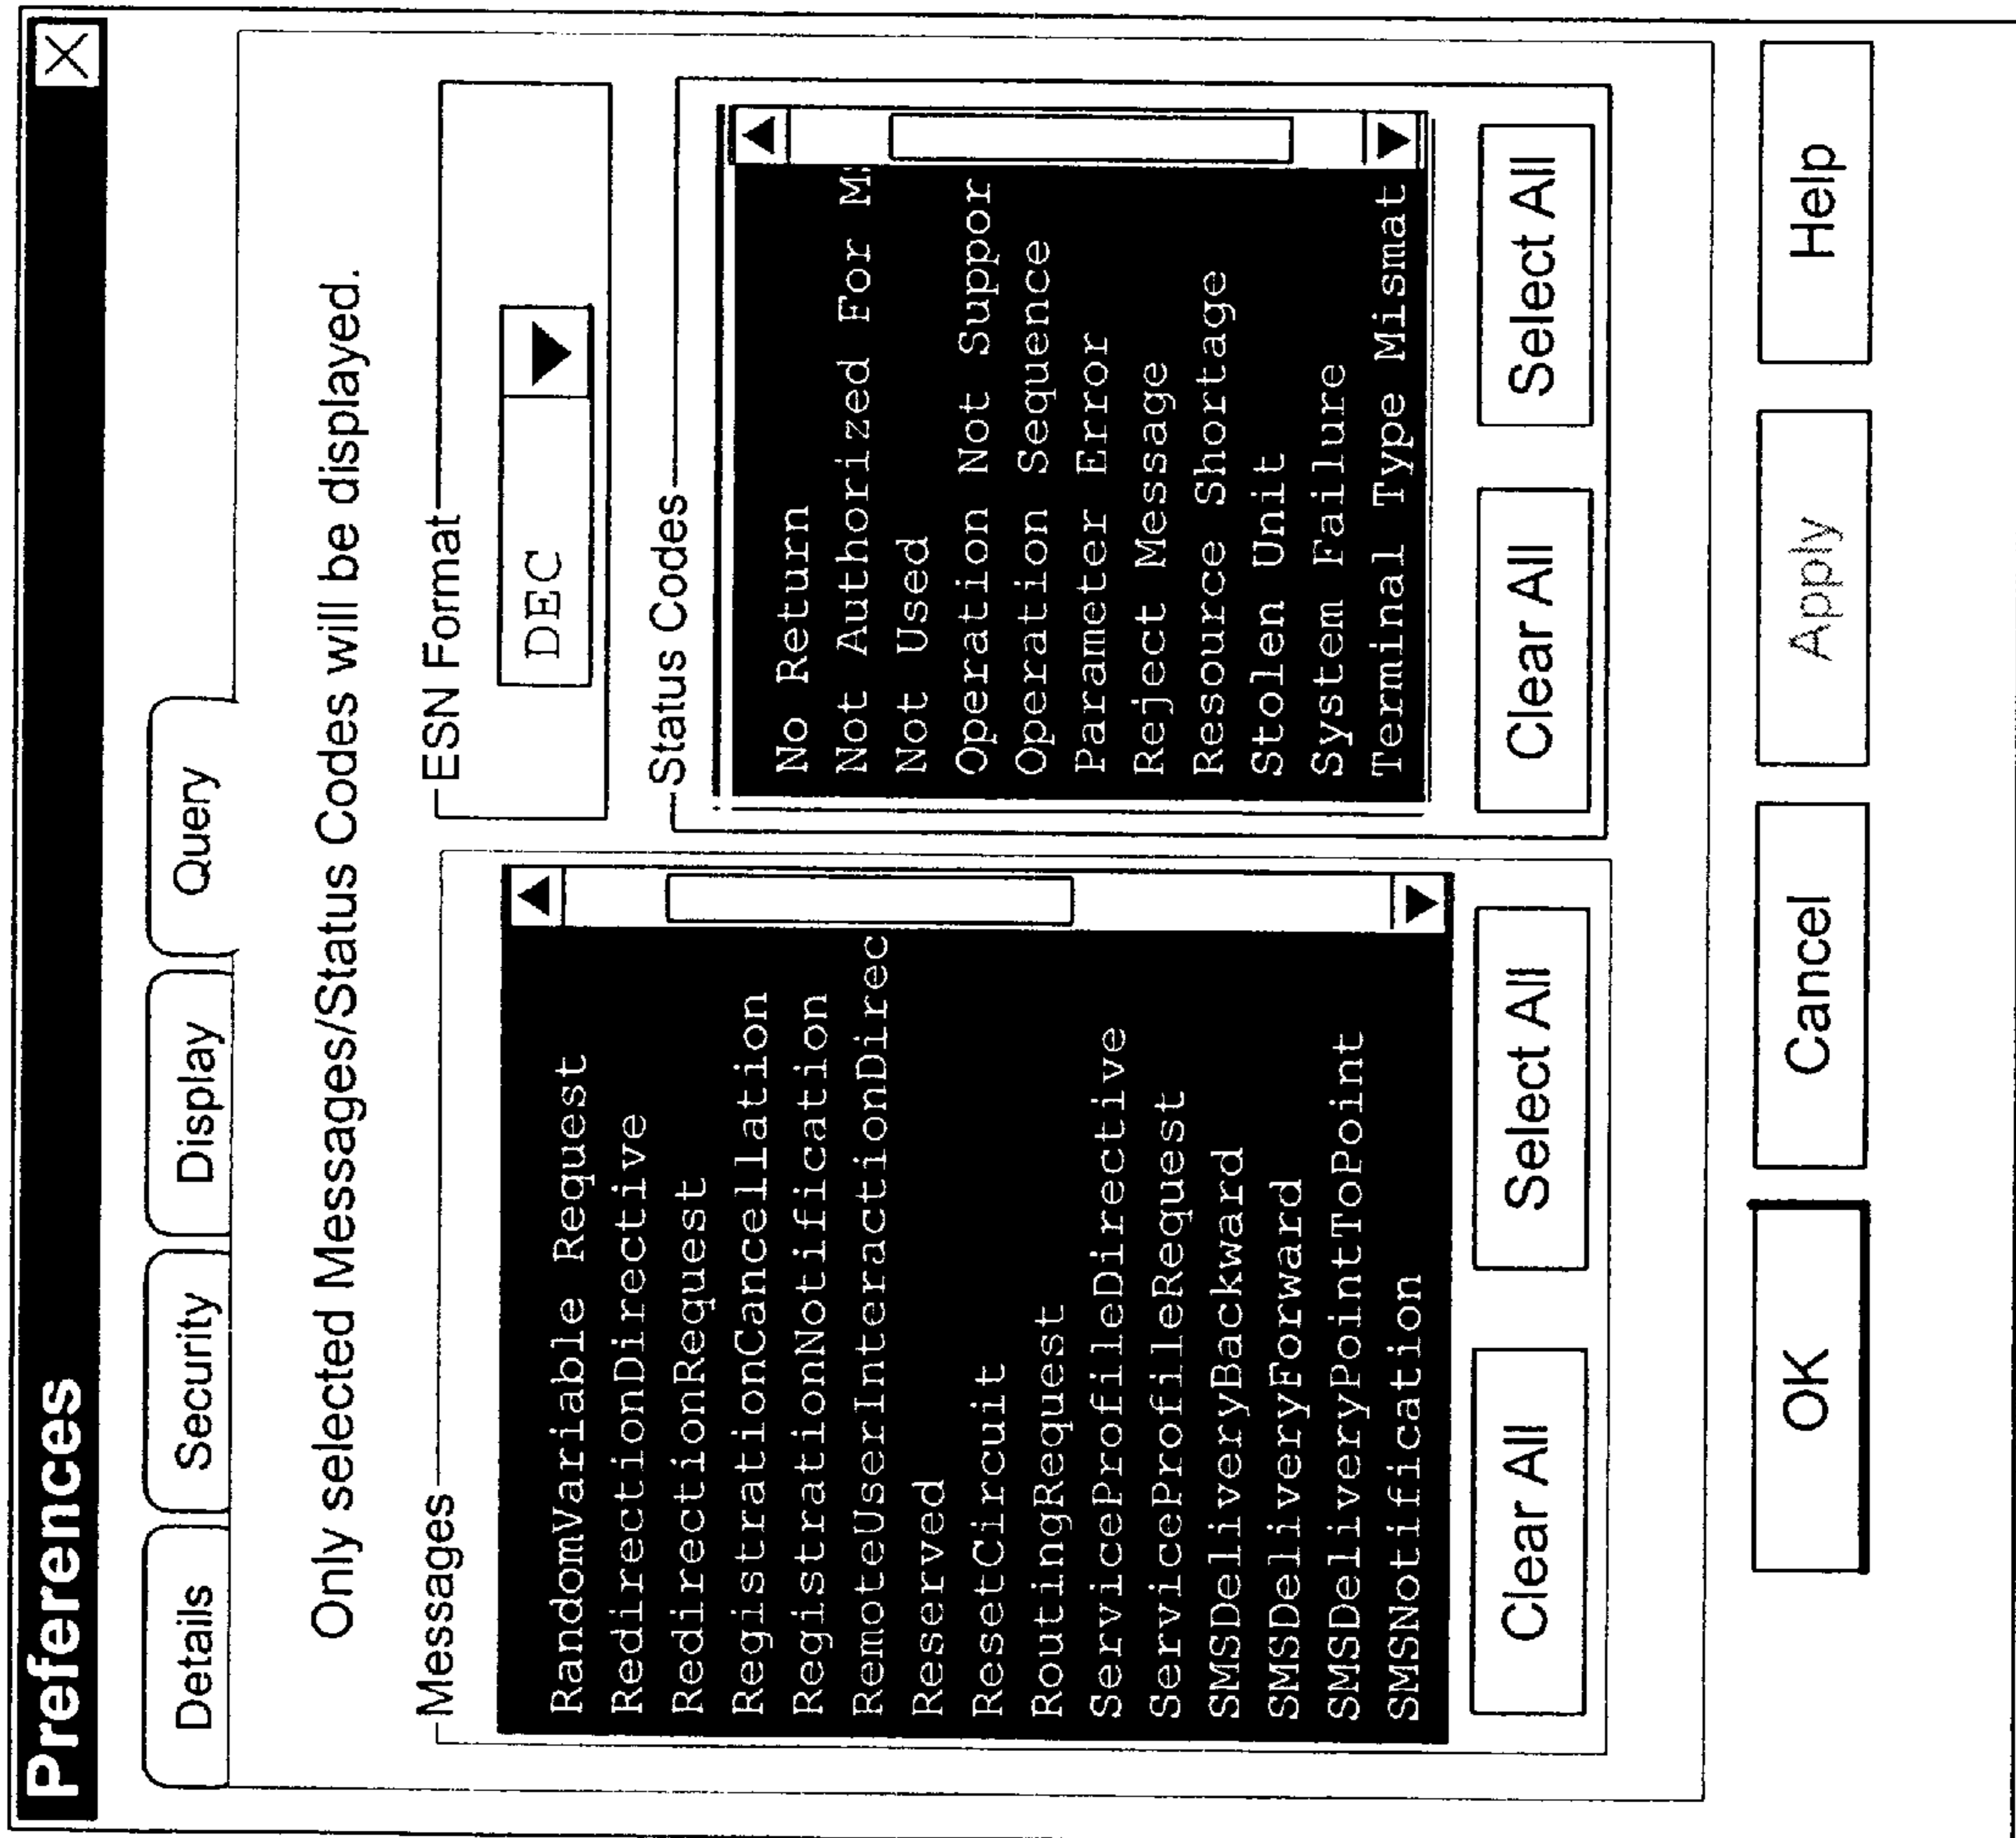 Preferences
Details
Security
Display
Query
Only selected Messages/Status Codes will be displayed.
Messages
RandomVariable Request
RedirectionDirective
RedirectionRequest
RegistrationCancellation
RegistrationNotification
RemoteUserInteractionDirec
Reserved
ResetCircuit
RoutingRequest
ServiceProfileDirective
ServiceProfileRequest
SMSDeliveryBackward
SMSDeliveryForward
SMSDeliveryPointToPoint
SMSNotification
Clear All
Select All
ESN Format
DEC
Status Codes
No Return
Not Authorized For M
Not Used
Operation Not Suppor
Operation Sequence
Parameter Error
Reject Message
Resource Shortage
Stolen Unit
System Failure
Terminal Type Mismat
Clear All
Select All
OK
Cancel
Apply
Help